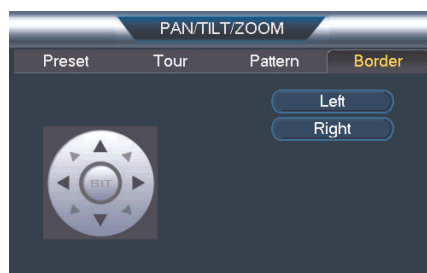 PAN/TILT/ZOOM
Preset Tour Pattern Border
Left
Right
SIT